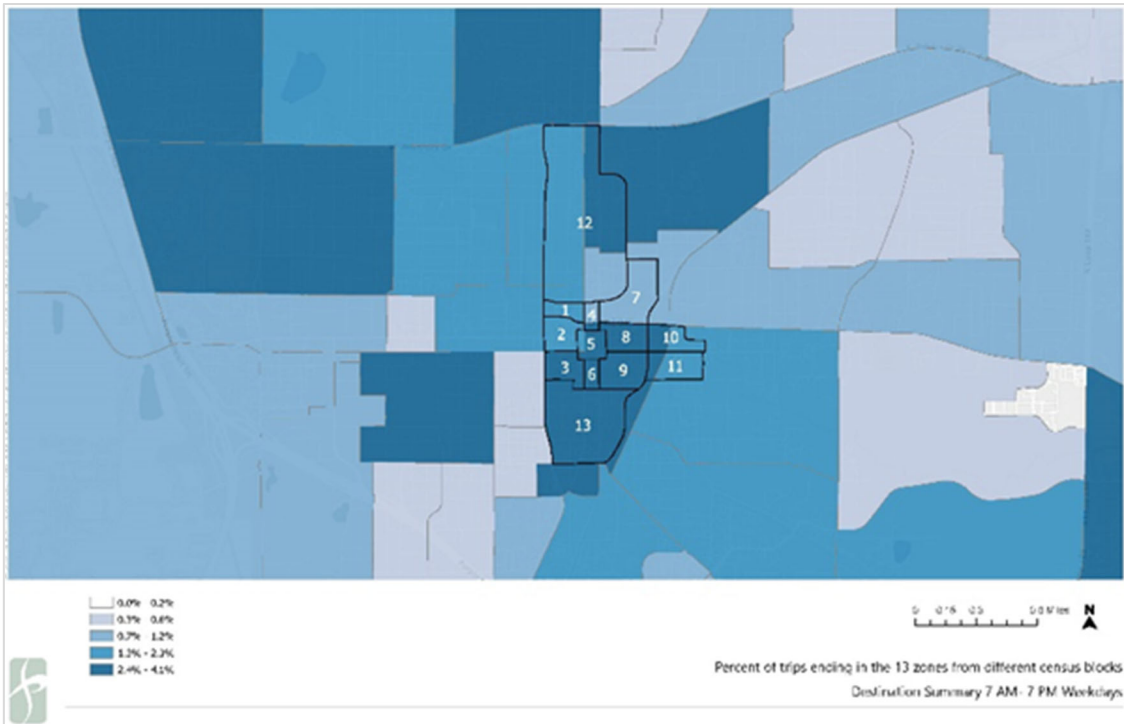 12
7
1
4
2
5
8
10
3
6
9
11
13
0.0% - 0.2%
0.3% - 0.6%
0.7% - 1.2%
1.3% - 2.3%
2.4% - 4.1%
N
Percent of trips ending in the 13 zones from different census blocks
Destination Summary 7 AM- 7 PM Weekdays